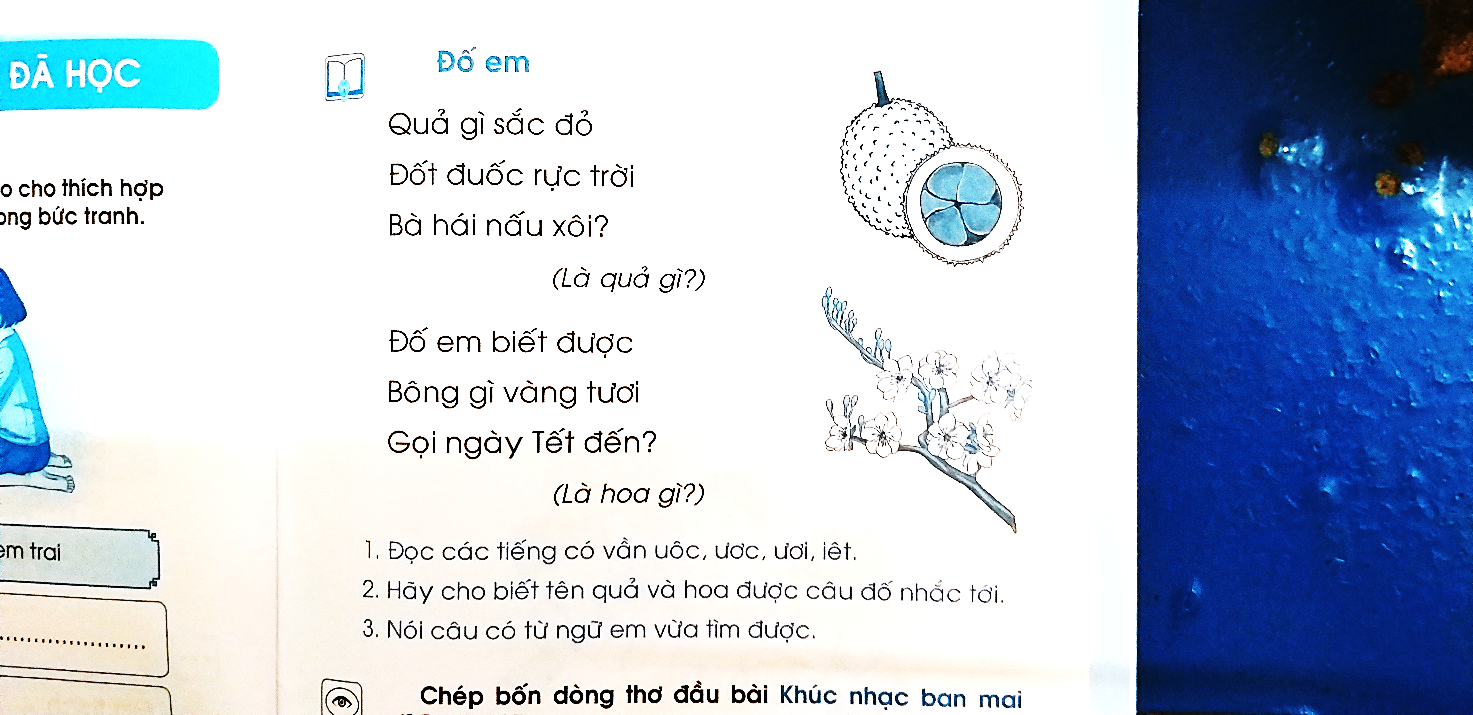 ĐÃ HỌC
o cho thích hợp
ong bức tranh.
em trai
Đố em
Quả gì sắc đỏ
Đốt đuốc rực trời
Bà hái nấu xôi?
(Là quả gì?)
Đố em biết được
Bông gì vàng tươi
Gọi ngày Tết đến?
(Là hoa gì?)
1. Đọc các tiếng có vần uôc, ươc, ươi, iêt.
2. Hãy cho biết tên quả và hoa được câu đố nhắc tới.
3. Nói câu có từ ngữ em vừa tìm được.
Chép bốn dòng thơ đầu bài Khúc nhạc ban mai